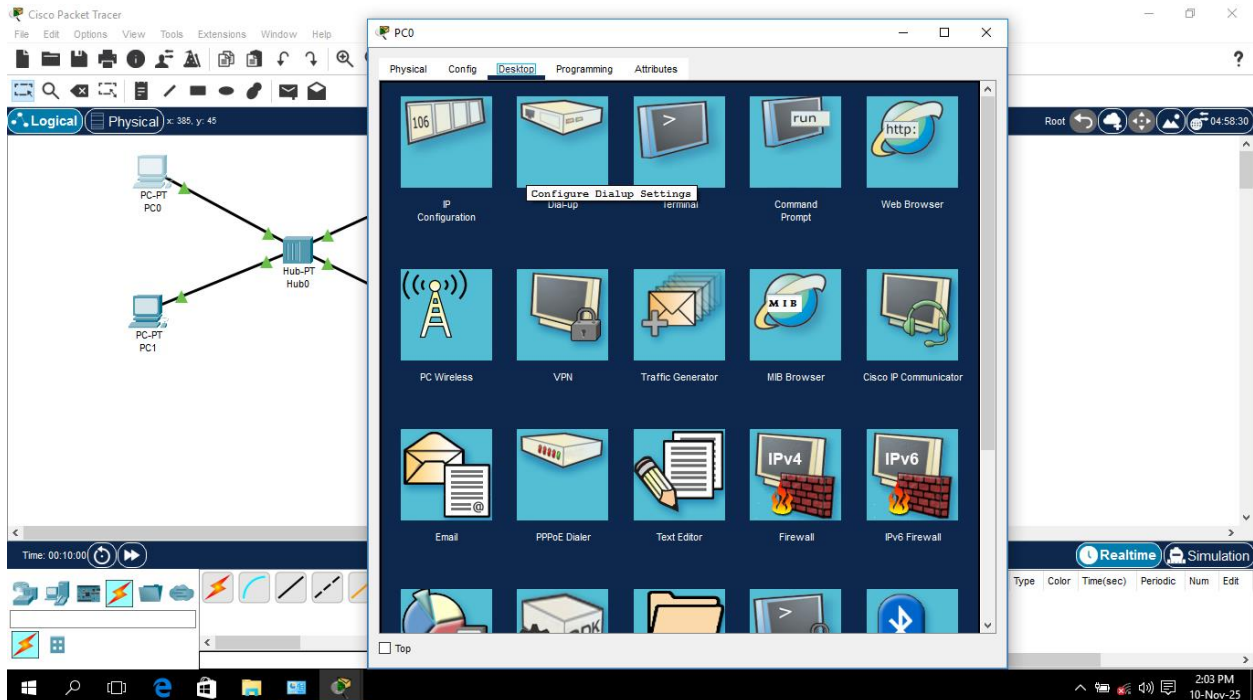 Cisco Packet Tracer
File Edit Options View Tools Extensions Window Help
?
Logical Physical x: 385, y: 45
Root 04:58:30
PC-PT
PC0
Hub-PT
Hub0
PC-PT
PC1
PC0
Physical Config Desktop Programming Attributes
106
>
run
http:
Configure Dialup Settings
IP
Configuration
Dial-up
Terminal
Command
Prompt
Web Browser
MIB
PC Wireless
VPN
Traffic Generator
MIB Browser
Cisco IP Communicator
@
IPv4
IPv6
Email
PPPoE Dialer
Text Editor
Firewall
IPv6 Firewall
>
Top
Time: 00:10:00
Realtime Simulation
Type Color Time(sec) Periodic Num Edit
2:03 PM
10-Nov-25